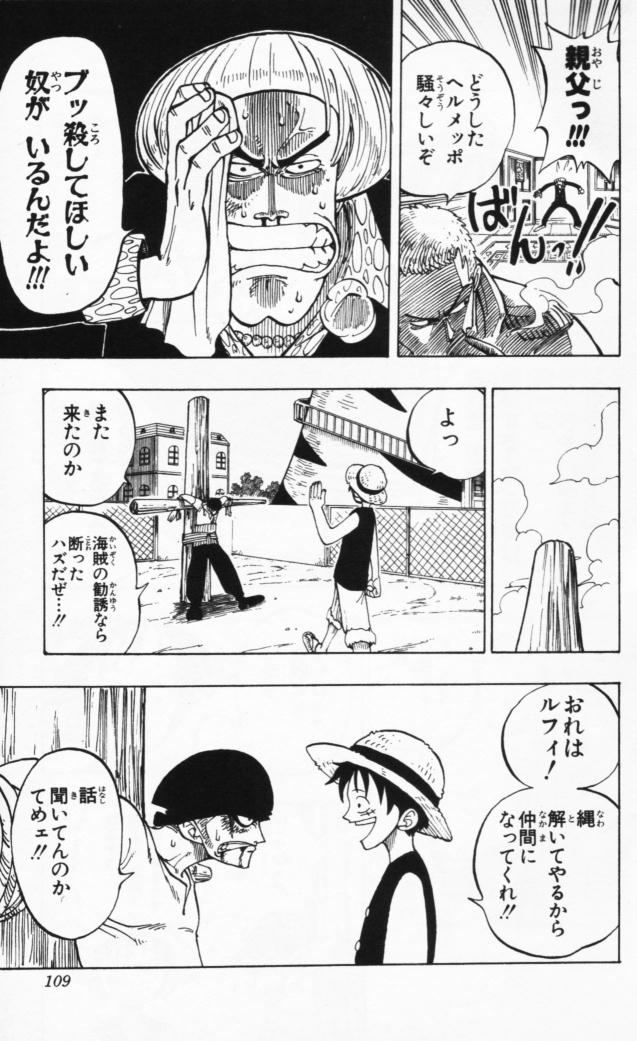 親父っ!!!
ばんっ!!
どうした
ヘルメッポ
騒々しいぞ
ブッ殺してほしい
奴が いるんだよ!!!
よっ
また
来たのか
海賊の勧誘なら
断った
ハズだぜ…!!
おれは
ルフィ!
縄
解いてやるから
仲間に
なってくれ!!
話
聞いてんのか
てめェ!!
109